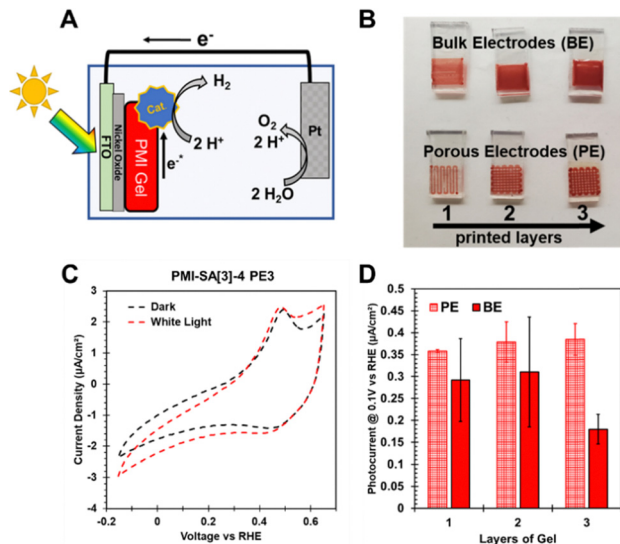 A
e-
H2
Cat
2 H+
O2
2 H+
Pt
FTO
Nickel Oxide
PMI Gel
e-*
2 H2O
B
Bulk Electrodes (BE)
Porous Electrodes (PE)
1 2 3
printed layers
C
PMI-SA[3]-4 PE3
Dark
White Light
Current Density (μA/cm²)
3
2
1
0
-1
-2
-3
-4
-0.2 0 0.2 0.4 0.6
Voltage vs RHE
D
PE BE
Photocurrent @ 0.1V vs RHE (μA/cm²)
0.5
0.45
0.4
0.35
0.3
0.25
0.2
0.15
0.1
0.05
0
1 2 3
Layers of Gel